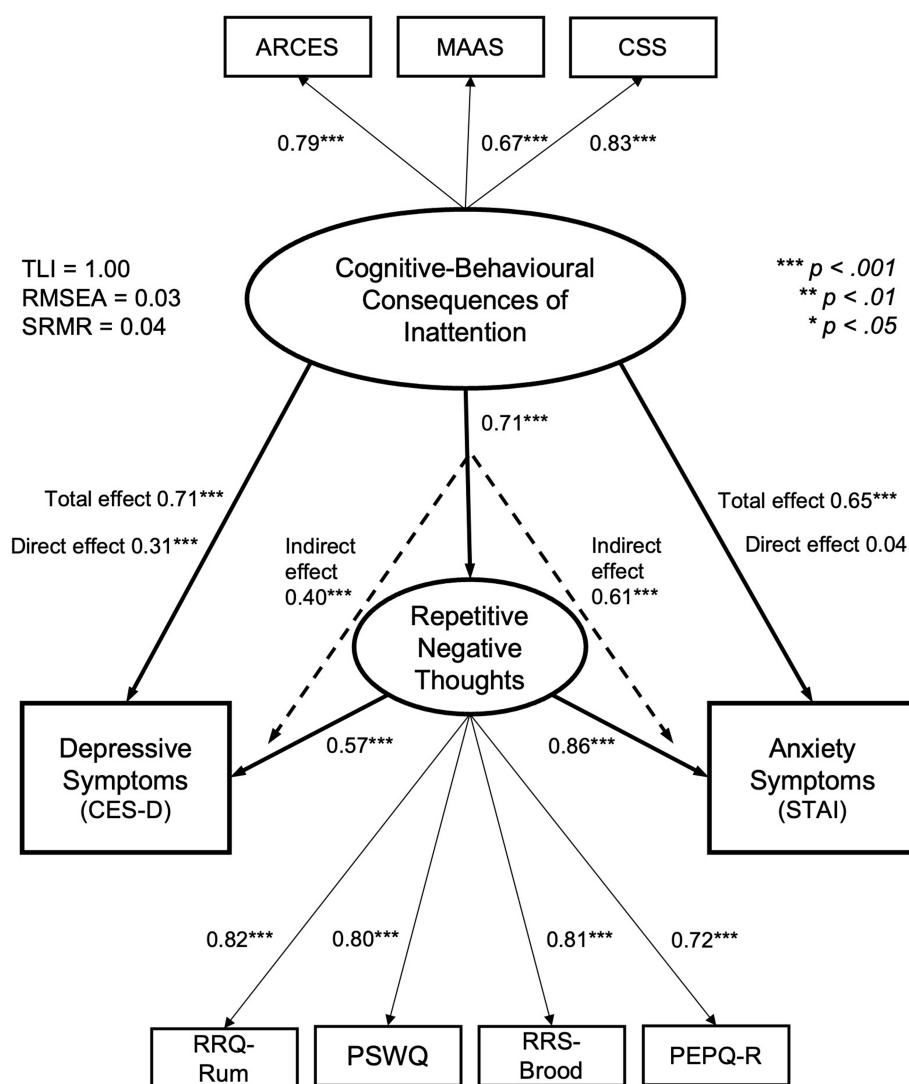 ARCES
MAAS
CSS
0.79***
0.67***
0.83***
TLI = 1.00
RMSEA = 0.03
SRMR = 0.04
Cognitive-Behavioural
Consequences of
Inattention
*** p < .001
** p < .01
* p < .05
0.71***
Total effect 0.71***
Direct effect 0.31***
Indirect
effect
0.40***
Indirect
effect
0.61***
Total effect 0.65***
Direct effect 0.04
Repetitive
Negative
Thoughts
Depressive
Symptoms
(CES-D)
0.57***
0.86***
Anxiety
Symptoms
(STAI)
0.82***
0.80***
0.81***
0.72***
RRQ-
Rum
PSWQ
RRS-
Brood
PEPQ-R